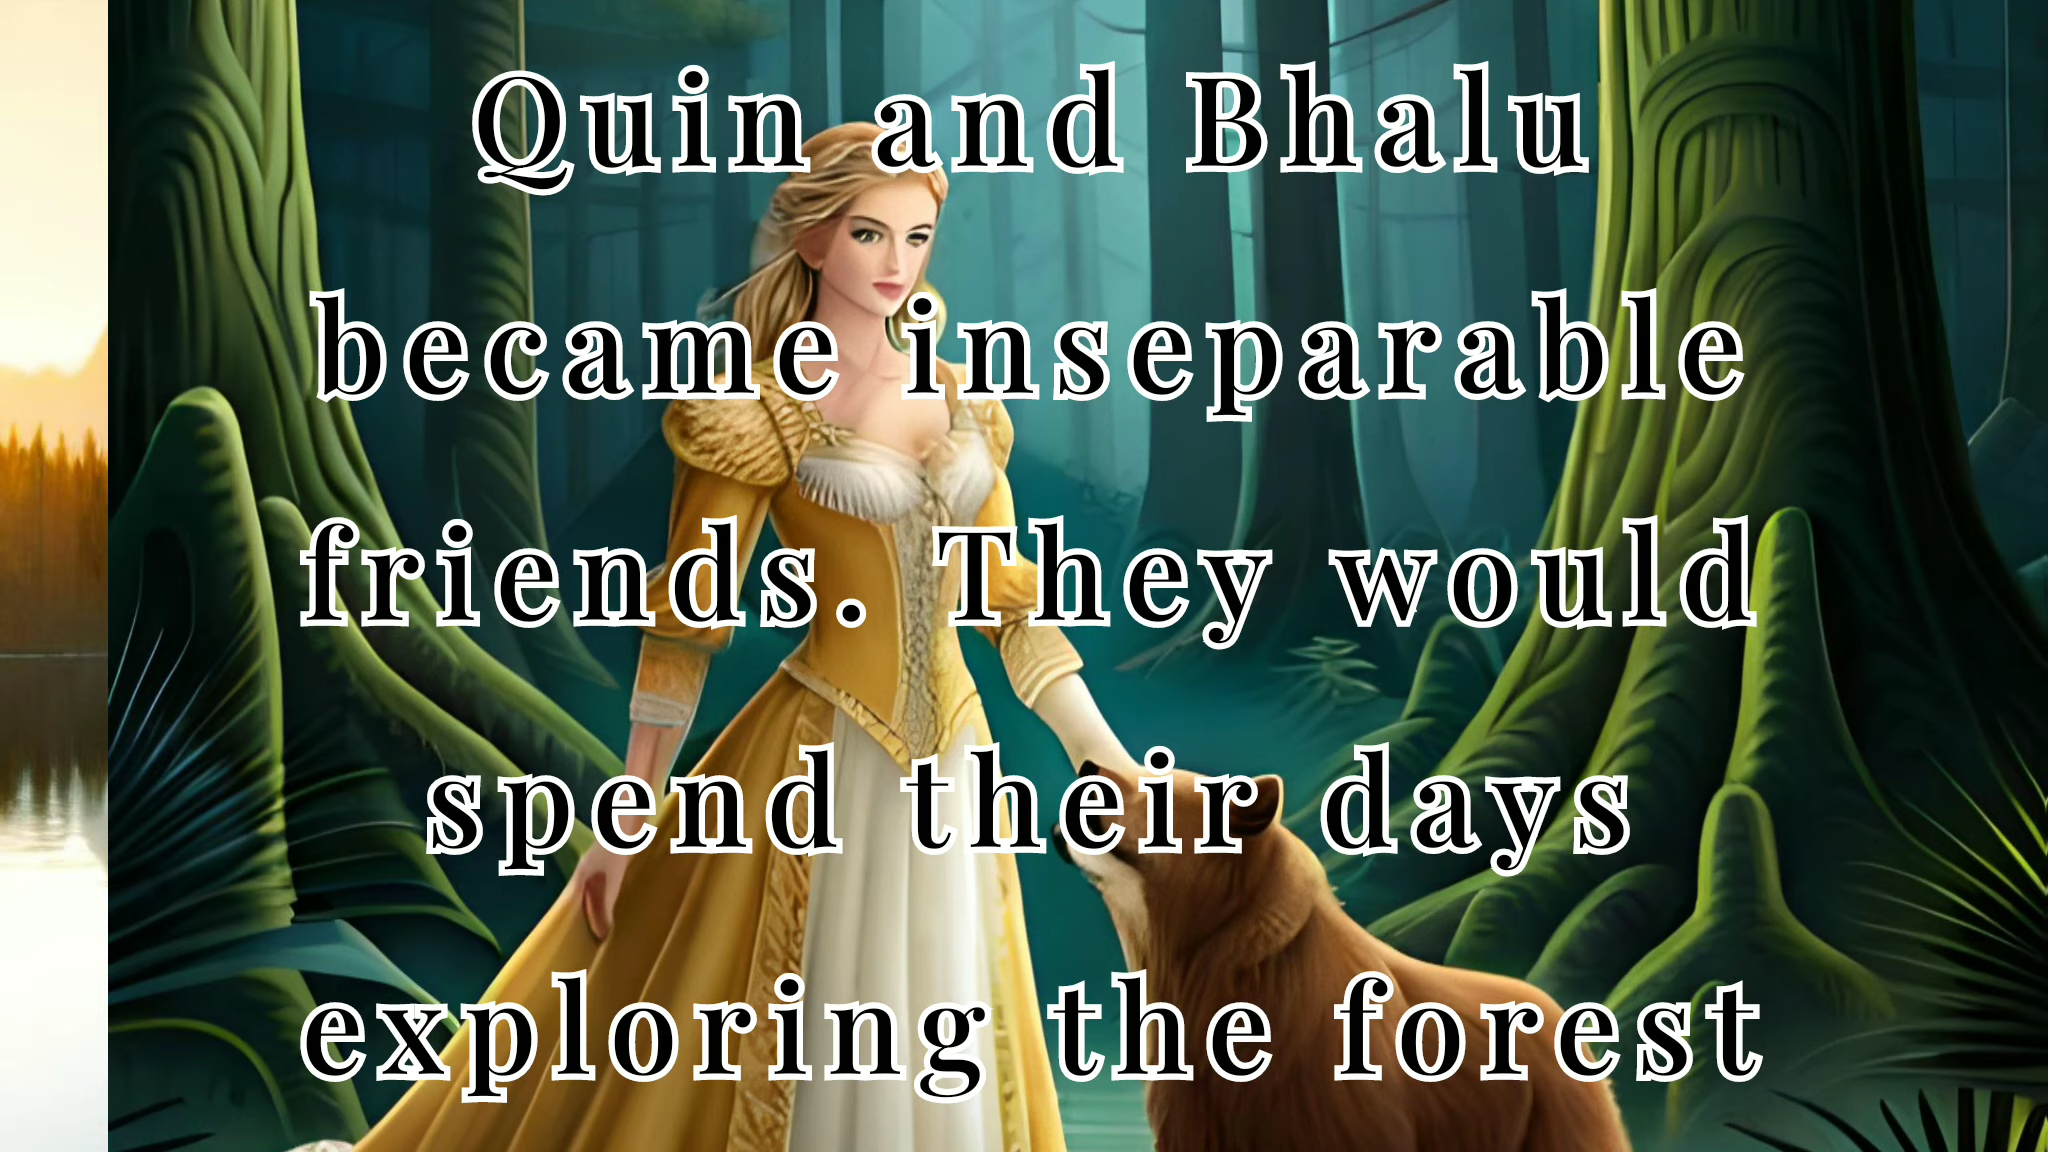 Quin and Bhalu
became inseparable
friends. They would
spend their days
exploring the forest